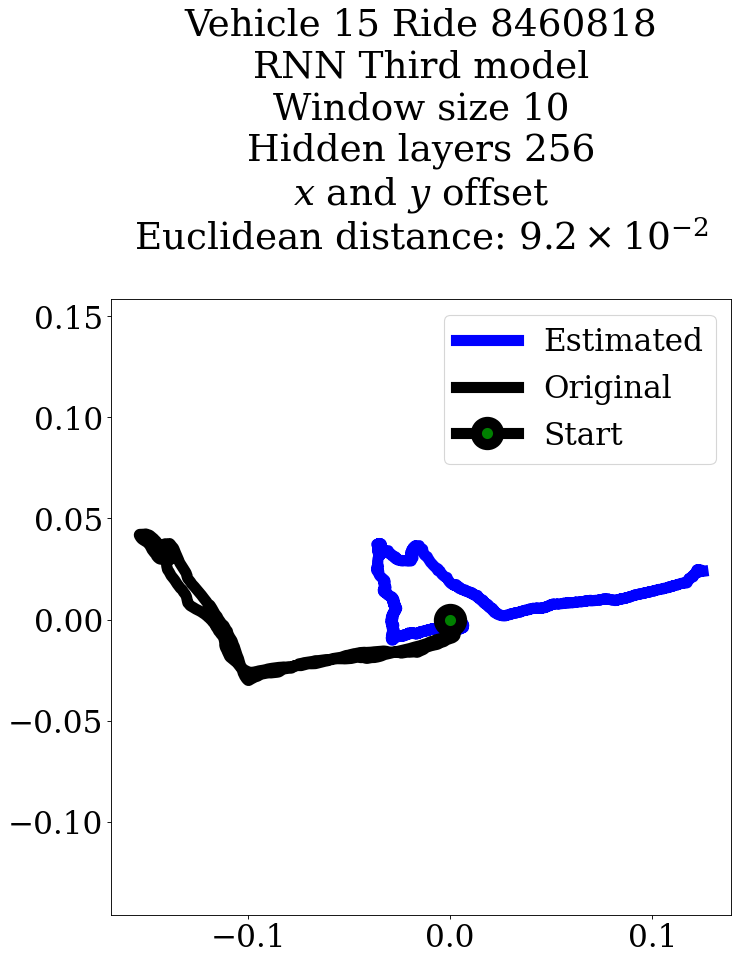 Vehicle 15 Ride 8460818
RNN Third model
Window size 10
Hidden layers 256
x and y offset
Euclidean distance: 9.2 × 10⁻²
0.15
0.10
0.05
0.00
−0.05
−0.10
Estimated
Original
Start
−0.1
0.0
0.1